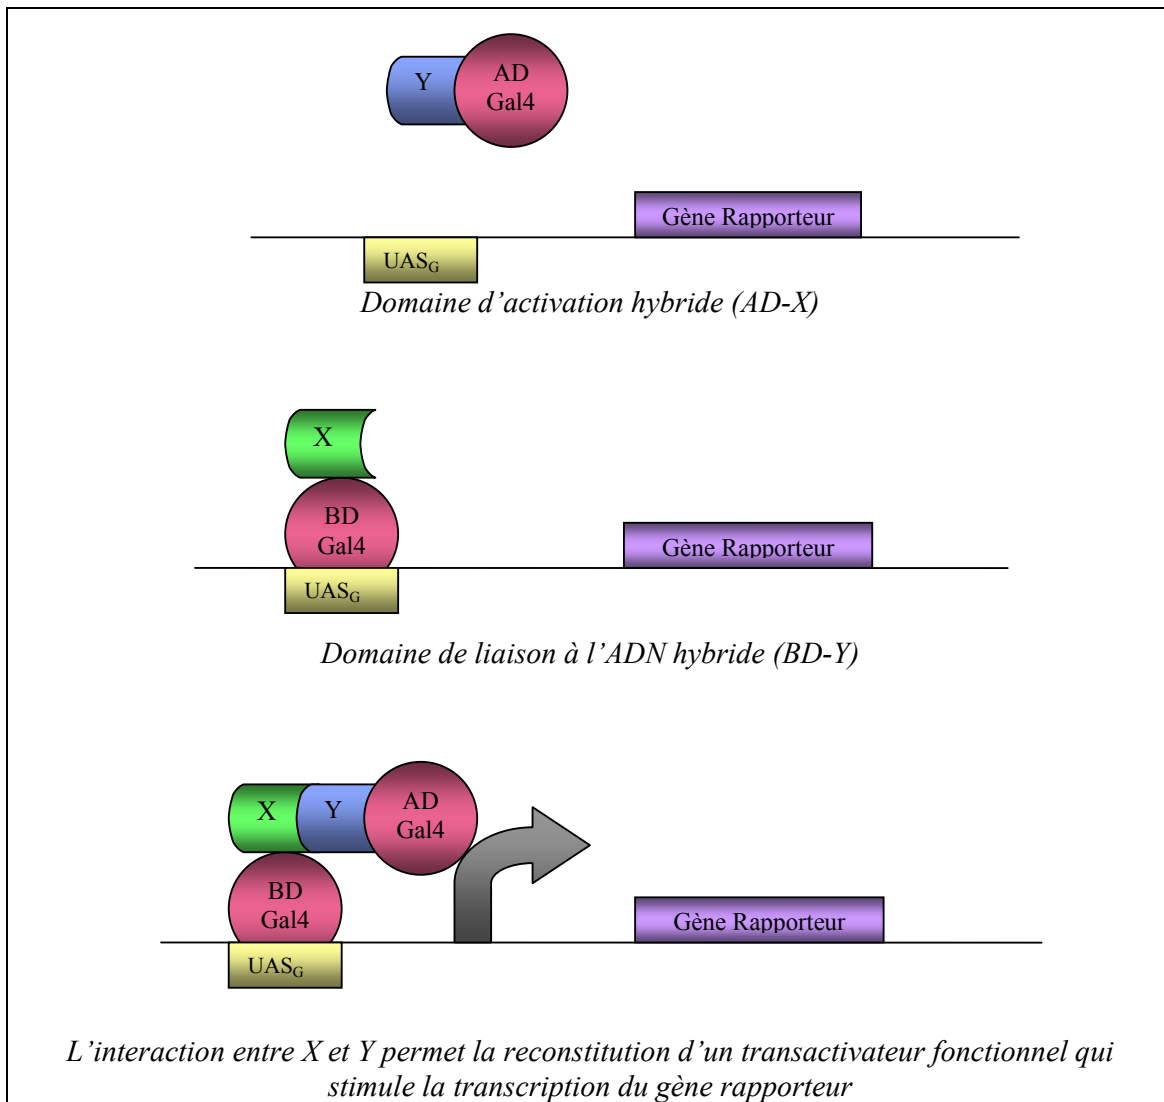 Y
AD
Gal4
Gène Rapporteur
UASG
Domaine d'activation hybride (AD-X)
X
BD
Gal4
Gène Rapporteur
UASG
Domaine de liaison à l'ADN hybride (BD-Y)
X
Y
AD
Gal4
BD
Gal4
Gène Rapporteur
UASG
L'interaction entre X et Y permet la reconstitution d'un transactivateur fonctionnel qui
stimule la transcription du gène rapporteur